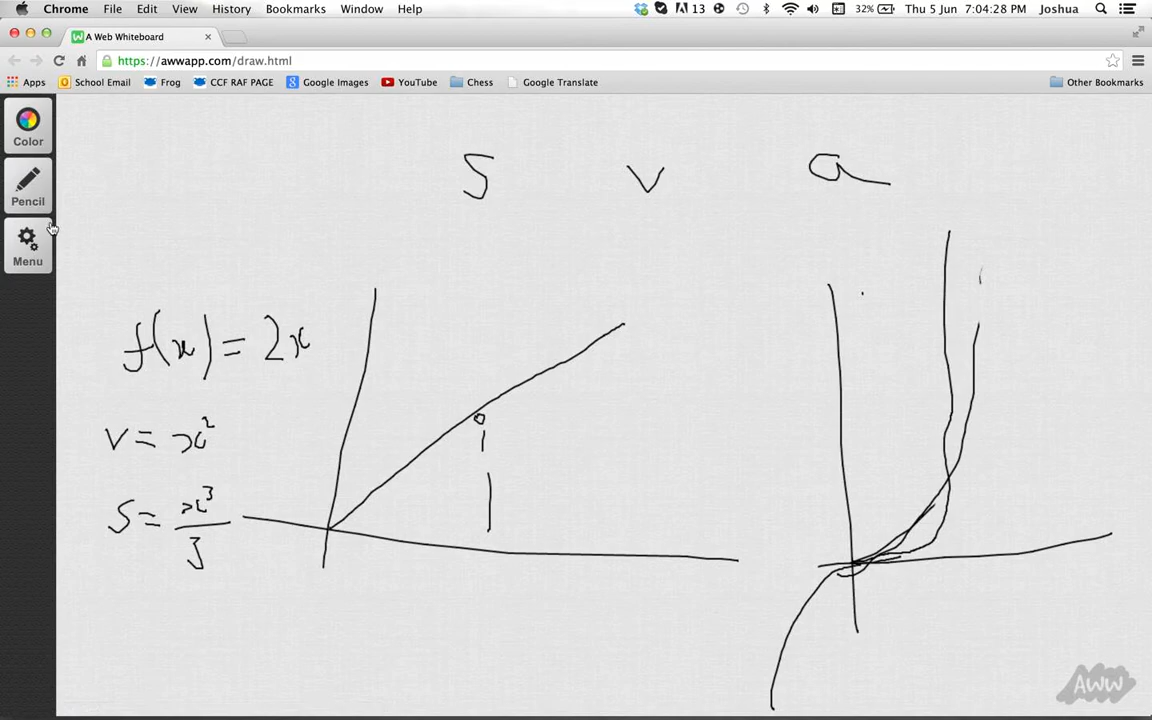 Chrome File Edit View History Bookmarks Window Help 13 32% Thu 5 Jun 7:04:28 PM Joshua
A Web Whiteboard
https://awwapp.com/draw.html
Apps School Email Frog CCF RAF PAGE Google Images YouTube Chess Google Translate Other Bookmarks
Color
Pencil
Menu
s v a
f(x) = 2x
v = x²
s = x³/3
AWW